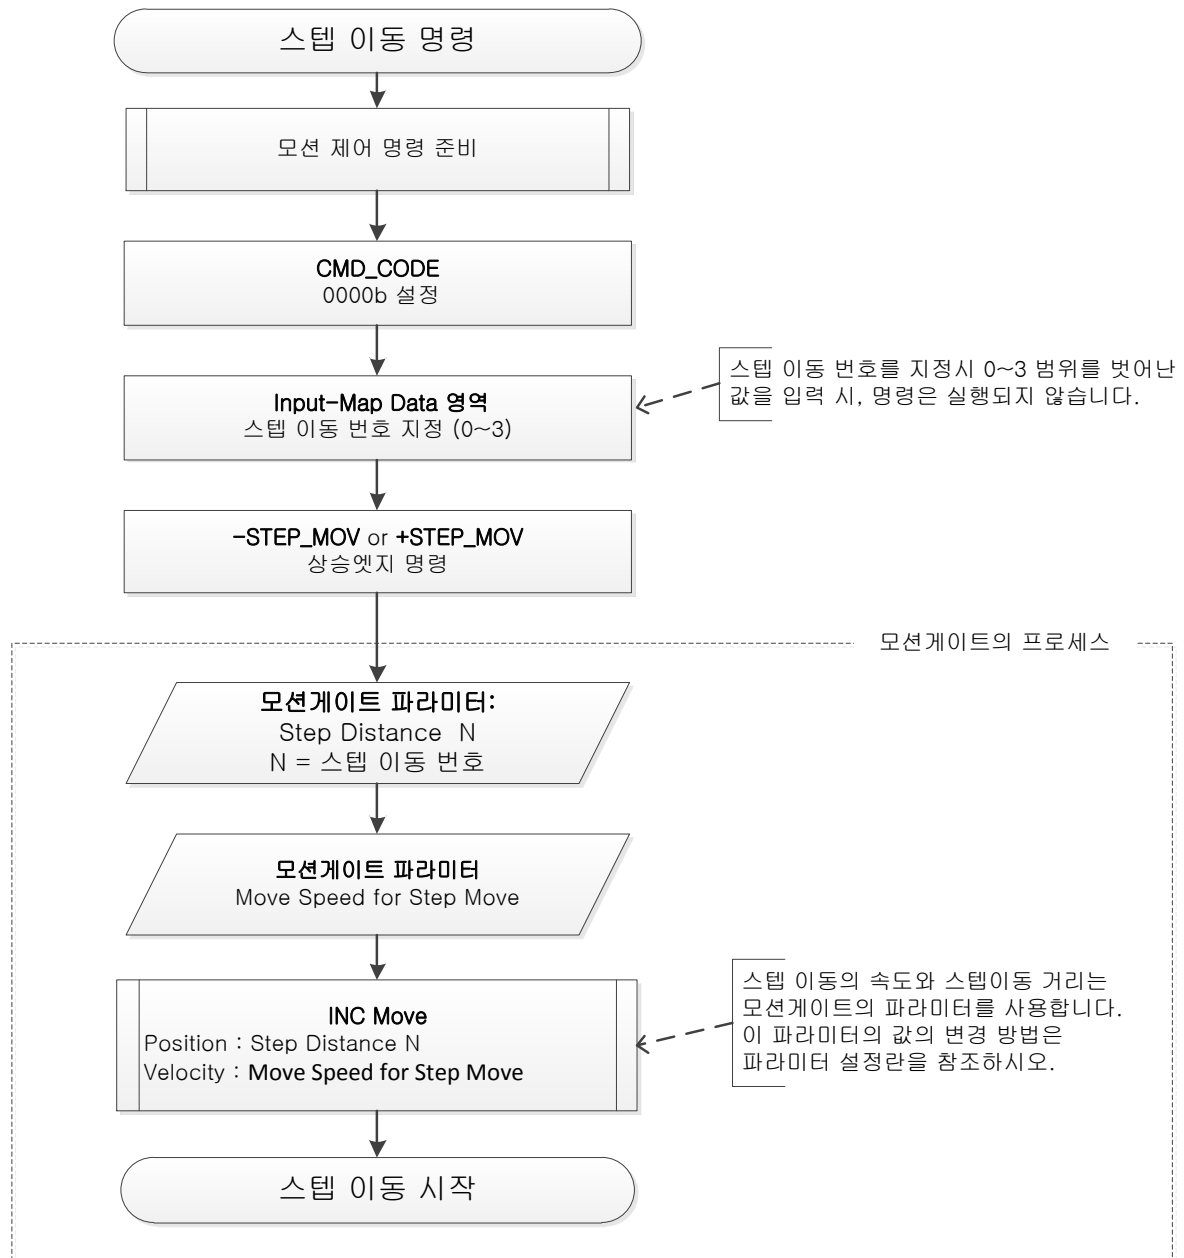 스텝 이동 명령
모션 제어 명령 준비
CMD_CODE
0000b 설정
Input-Map Data 영역
스텝 이동 번호 지정 (0~3)
스텝 이동 번호를 지정시 0~3 범위를 벗어난
값을 입력 시, 명령은 실행되지 않습니다.
-STEP_MOV or +STEP_MOV
상승엣지 명령
모션게이트의 프로세스
모션게이트 파라미터:
Step Distance N
N = 스텝 이동 번호
모션게이트 파라미터
Move Speed for Step Move
INC Move
Position : Step Distance N
Velocity : Move Speed for Step Move
스텝 이동의 속도와 스텝이동 거리는
모션게이트의 파라미터를 사용합니다.
이 파라미터의 값의 변경 방법은
파라미터 설정란을 참조하시오.
스텝 이동 시작